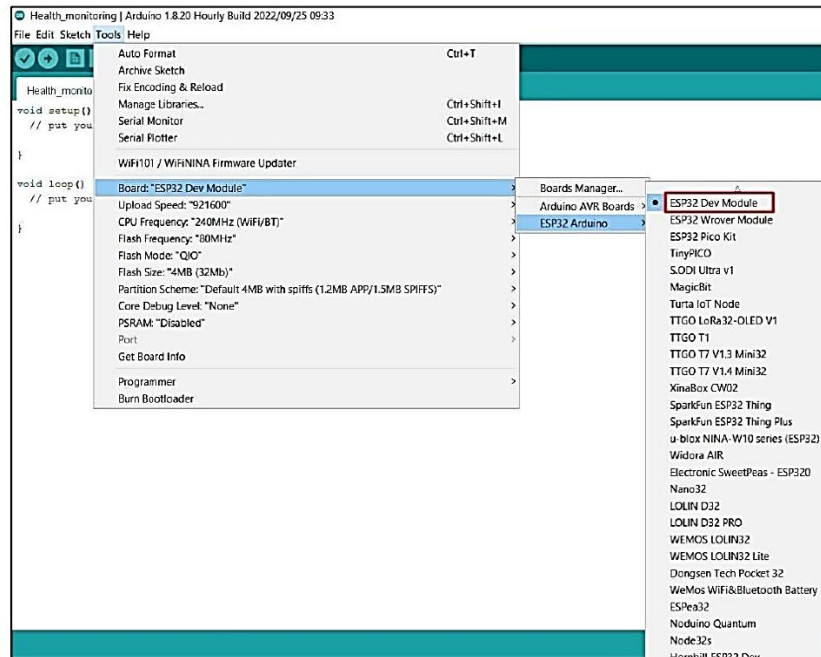 Health_monitoring | Arduino 1.8.20 Hourly Build 2022/09/25 09:33
File Edit Sketch Tools Help
Health_monito
void setup()
// put you
}
void loop()
// put you
}
Auto Format Ctrl+T
Archive Sketch
Fix Encoding & Reload
Manage Libraries... Ctrl+Shift+I
Serial Monitor Ctrl+Shift+M
Serial Plotter Ctrl+Shift+L
WiFi101 / WiFiNINA Firmware Updater
Board: "ESP32 Dev Module"
Upload Speed: "921600"
CPU Frequency: "240MHz (WiFi/BT)"
Flash Frequency: "80MHz"
Flash Mode: "QIO"
Flash Size: "4MB (32Mb)"
Partition Scheme: "Default 4MB with spiffs (1.2MB APP/1.5MB SPIFFS)"
Core Debug Level: "None"
PSRAM: "Disabled"
Port
Get Board Info
Programmer
Burn Bootloader
Boards Manager...
Arduino AVR Boards
ESP32 Arduino
ESP32 Dev Module
ESP32 Wrover Module
ESP32 Pico Kit
TinyPICO
S.ODI Ultra v1
MagicBit
Turta IoT Node
TTGO LoRa32-OLED V1
TTGO T1
TTGO T7 V1.3 Mini32
TTGO T7 V1.4 Mini32
XinaBox CW02
SparkFun ESP32 Thing
SparkFun ESP32 Thing Plus
u-blox NINA-W10 series (ESP32)
Widora AIR
Electronic SweetPeas - ESP320
Nano32
LOLIN D32
LOLIN D32 PRO
WEMOS LOLIN32
WEMOS LOLIN32 Lite
Dongsen Tech Pocket 32
WeMos WiFi&Bluetooth Battery
ESPea32
Noduino Quantum
Node32s
Hornbill ESP32 Dev